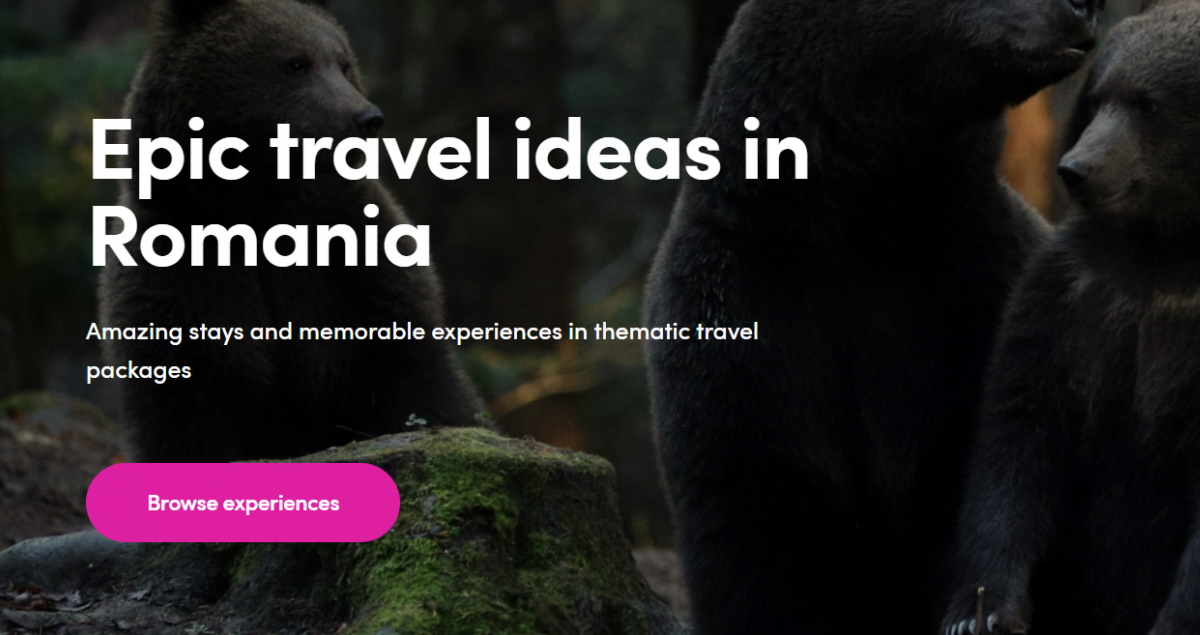 Epic travel ideas in
Romania
Amazing stays and memorable experiences in thematic travel
packages
Browse experiences